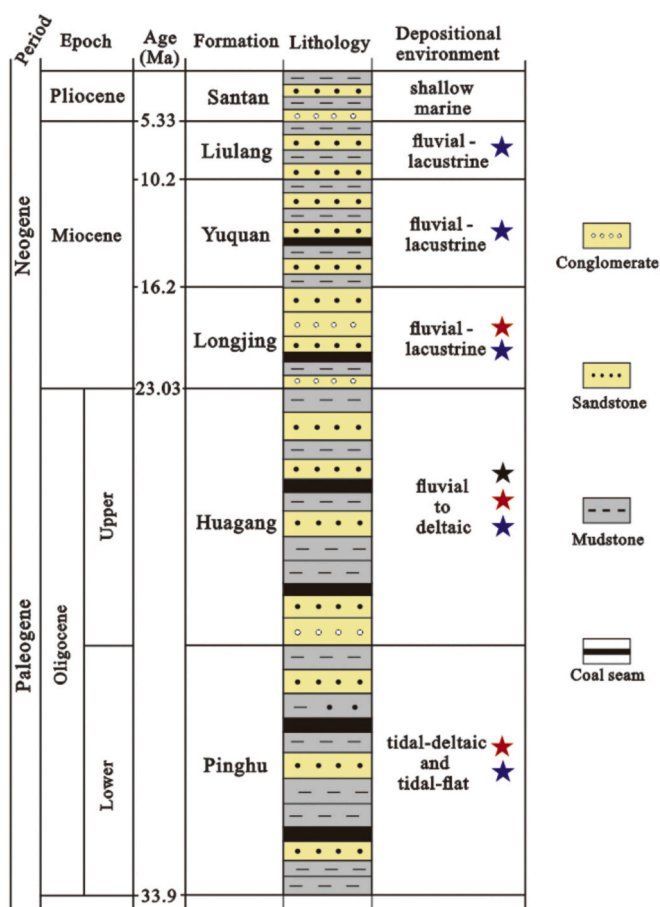 Period
Epoch
Age
(Ma)
Formation
Lithology
Depositional
environment
Neogene
Pliocene
Santan
shallow
marine
5.33
Miocene
Liulang
fluvial -
lacustrine
10.2
Yuquan
fluvial -
lacustrine
16.2
Longjing
fluvial -
lacustrine
23.03
Paleogene
Oligocene
Upper
Huagang
fluvial
to
deltaic
Lower
Pinghu
tidal-deltaic
and
tidal-flat
33.9
Conglomerate
Sandstone
Mudstone
Coal seam